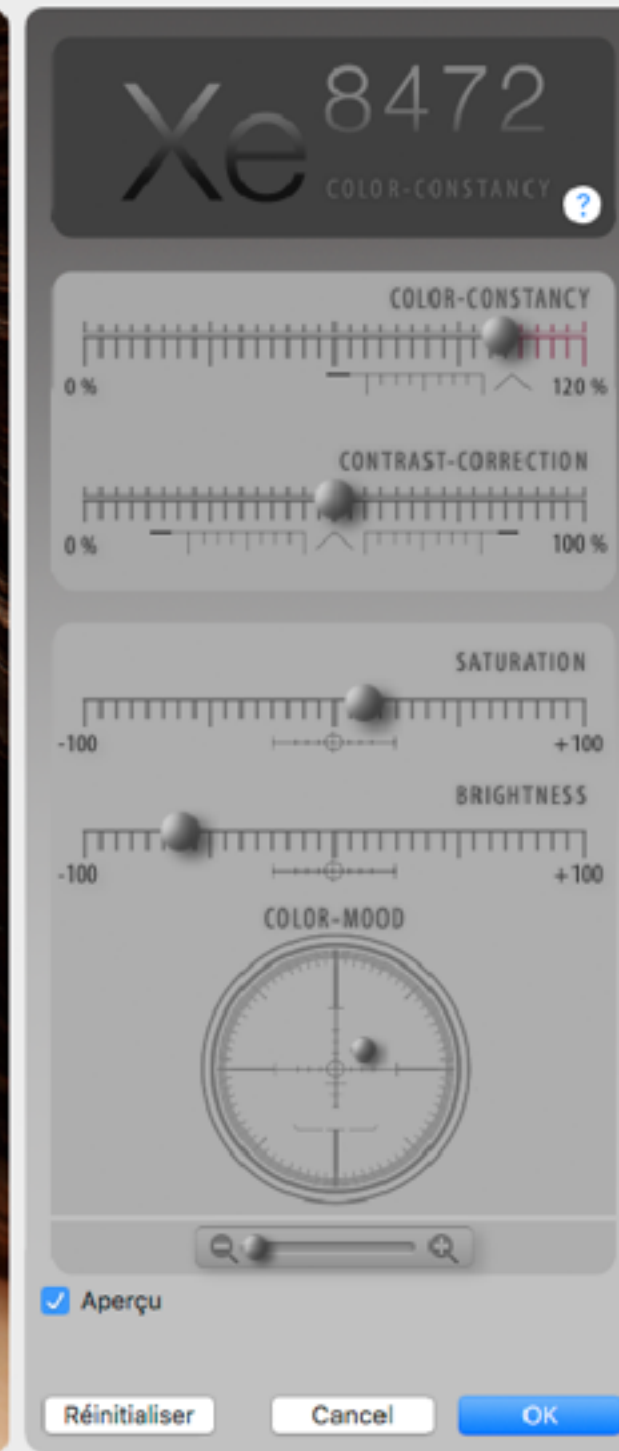 Xe 8472
COLOR-CONSTANCY
?
COLOR-CONSTANCY
0 % 120 %
CONTRAST-CORRECTION
0 % 100 %
SATURATION
-100 +100
BRIGHTNESS
-100 +100
COLOR-MOOD
Aperçu
Réinitialiser Cancel OK